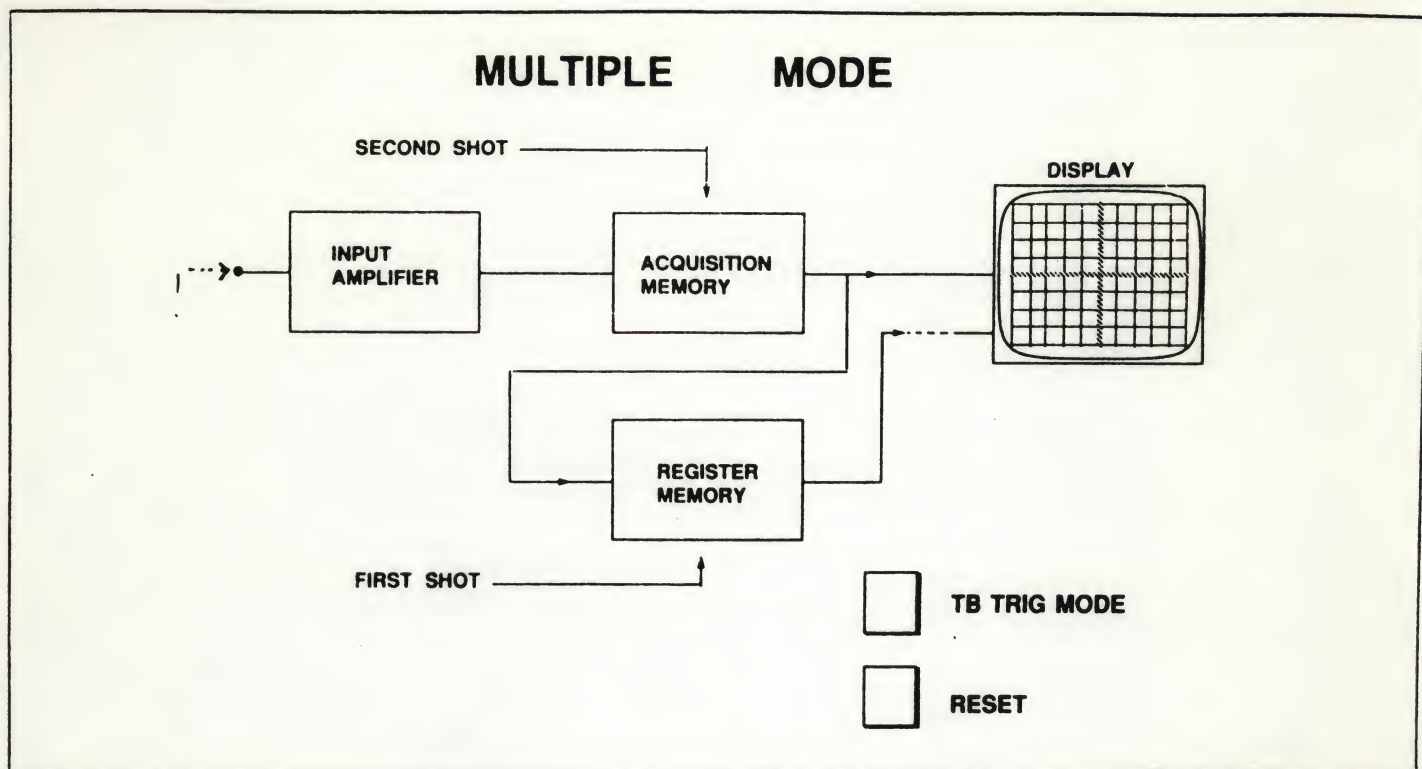 MULTIPLE MODE
SECOND SHOT
DISPLAY
INPUT
AMPLIFIER
ACQUISITION
MEMORY
REGISTER
MEMORY
FIRST SHOT
TB TRIG MODE
RESET